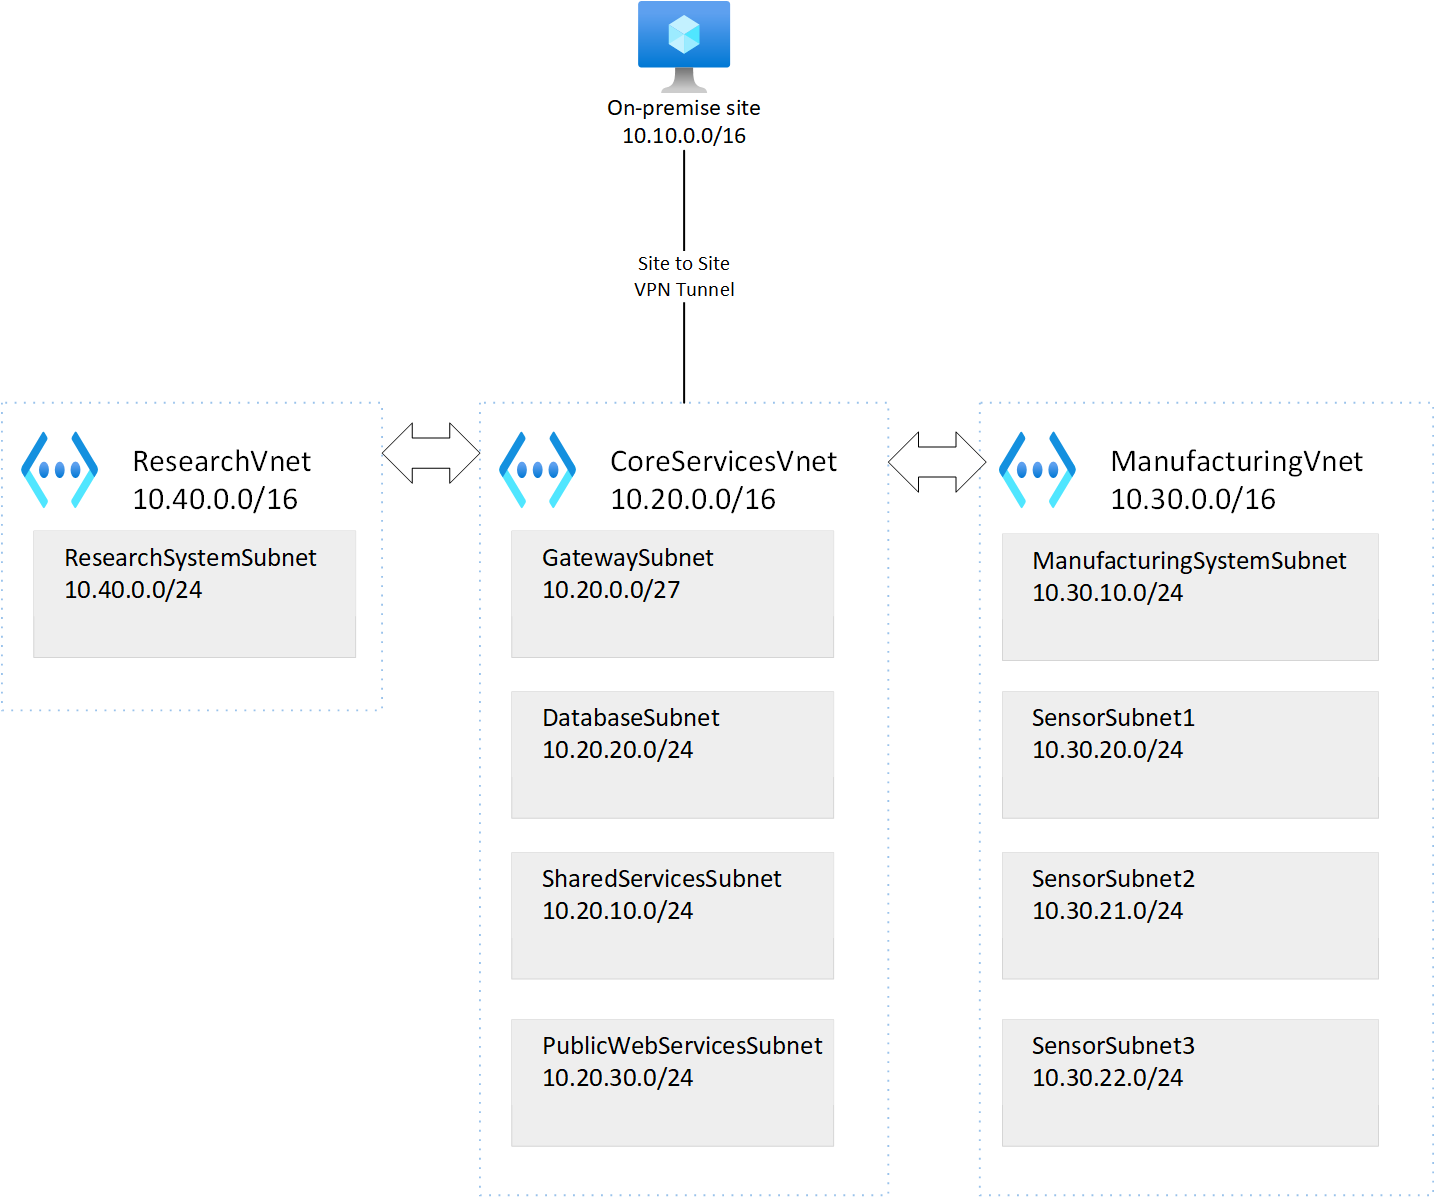 On-premise site
10.10.0.0/16
Site to Site
VPN Tunnel
ResearchVnet
10.40.0.0/16
ResearchSystemSubnet
10.40.0.0/24
CoreServicesVnet
10.20.0.0/16
GatewaySubnet
10.20.0.0/27
DatabaseSubnet
10.20.20.0/24
SharedServicesSubnet
10.20.10.0/24
PublicWebServicesSubnet
10.20.30.0/24
ManufacturingVnet
10.30.0.0/16
ManufacturingSystemSubnet
10.30.10.0/24
SensorSubnet1
10.30.20.0/24
SensorSubnet2
10.30.21.0/24
SensorSubnet3
10.30.22.0/24